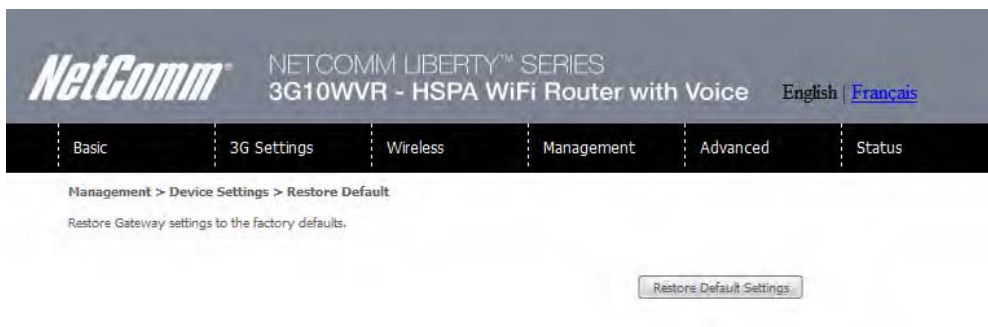 NetComm®
NETCOMM LIBERTY™ SERIES
3G10WVR - HSPA WiFi Router with Voice
English | Français
Basic
3G Settings
Wireless
Management
Advanced
Status
Management > Device Settings > Restore Default
Restore Gateway settings to the factory defaults.
Restore Default Settings